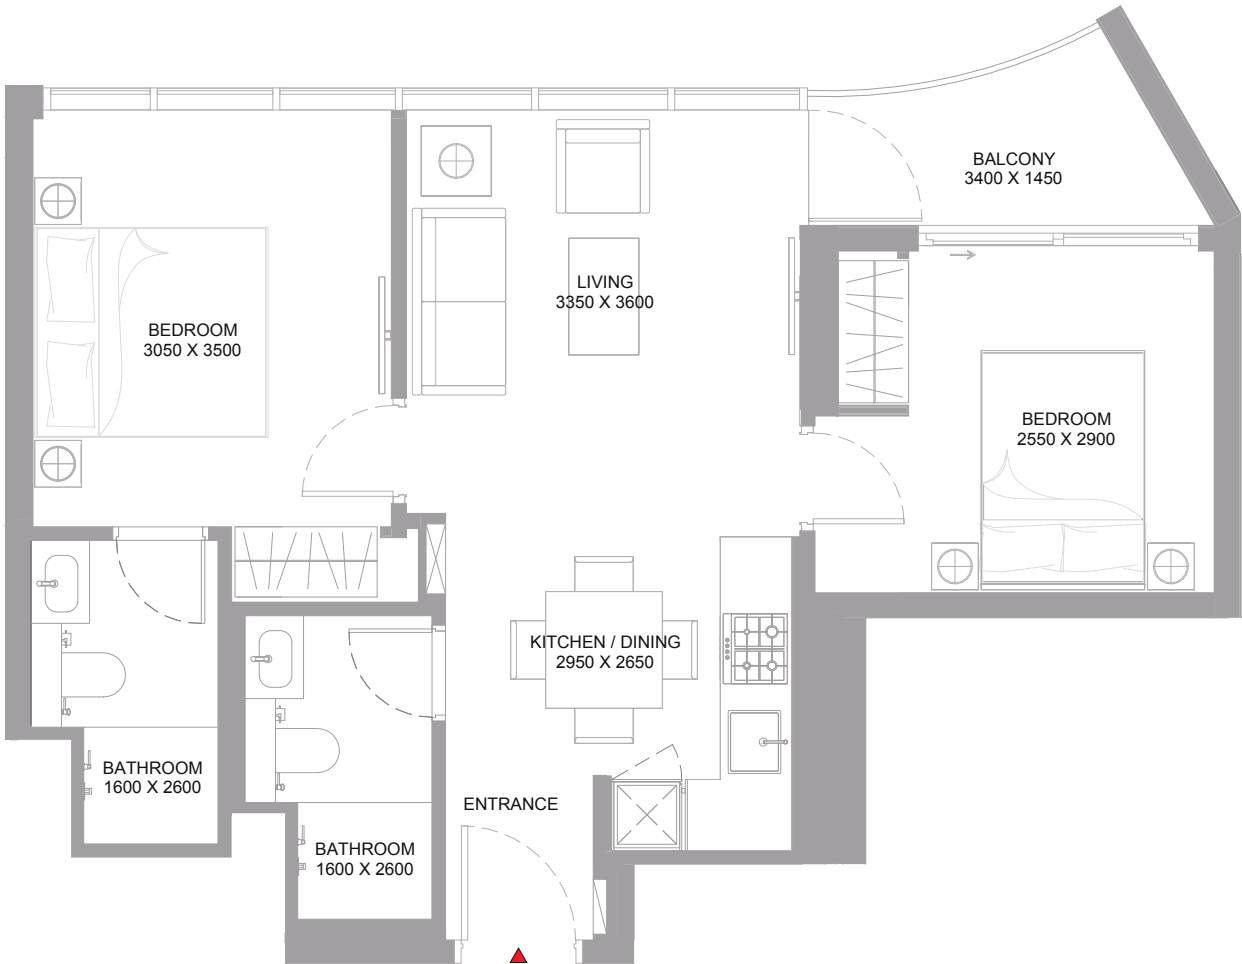 BALCONY
3400 X 1450
LIVING
3350 X 3600
BEDROOM
3050 X 3500
BEDROOM
2550 X 2900
KITCHEN / DINING
2950 X 2650
BATHROOM
1600 X 2600
ENTRANCE
BATHROOM
1600 X 2600